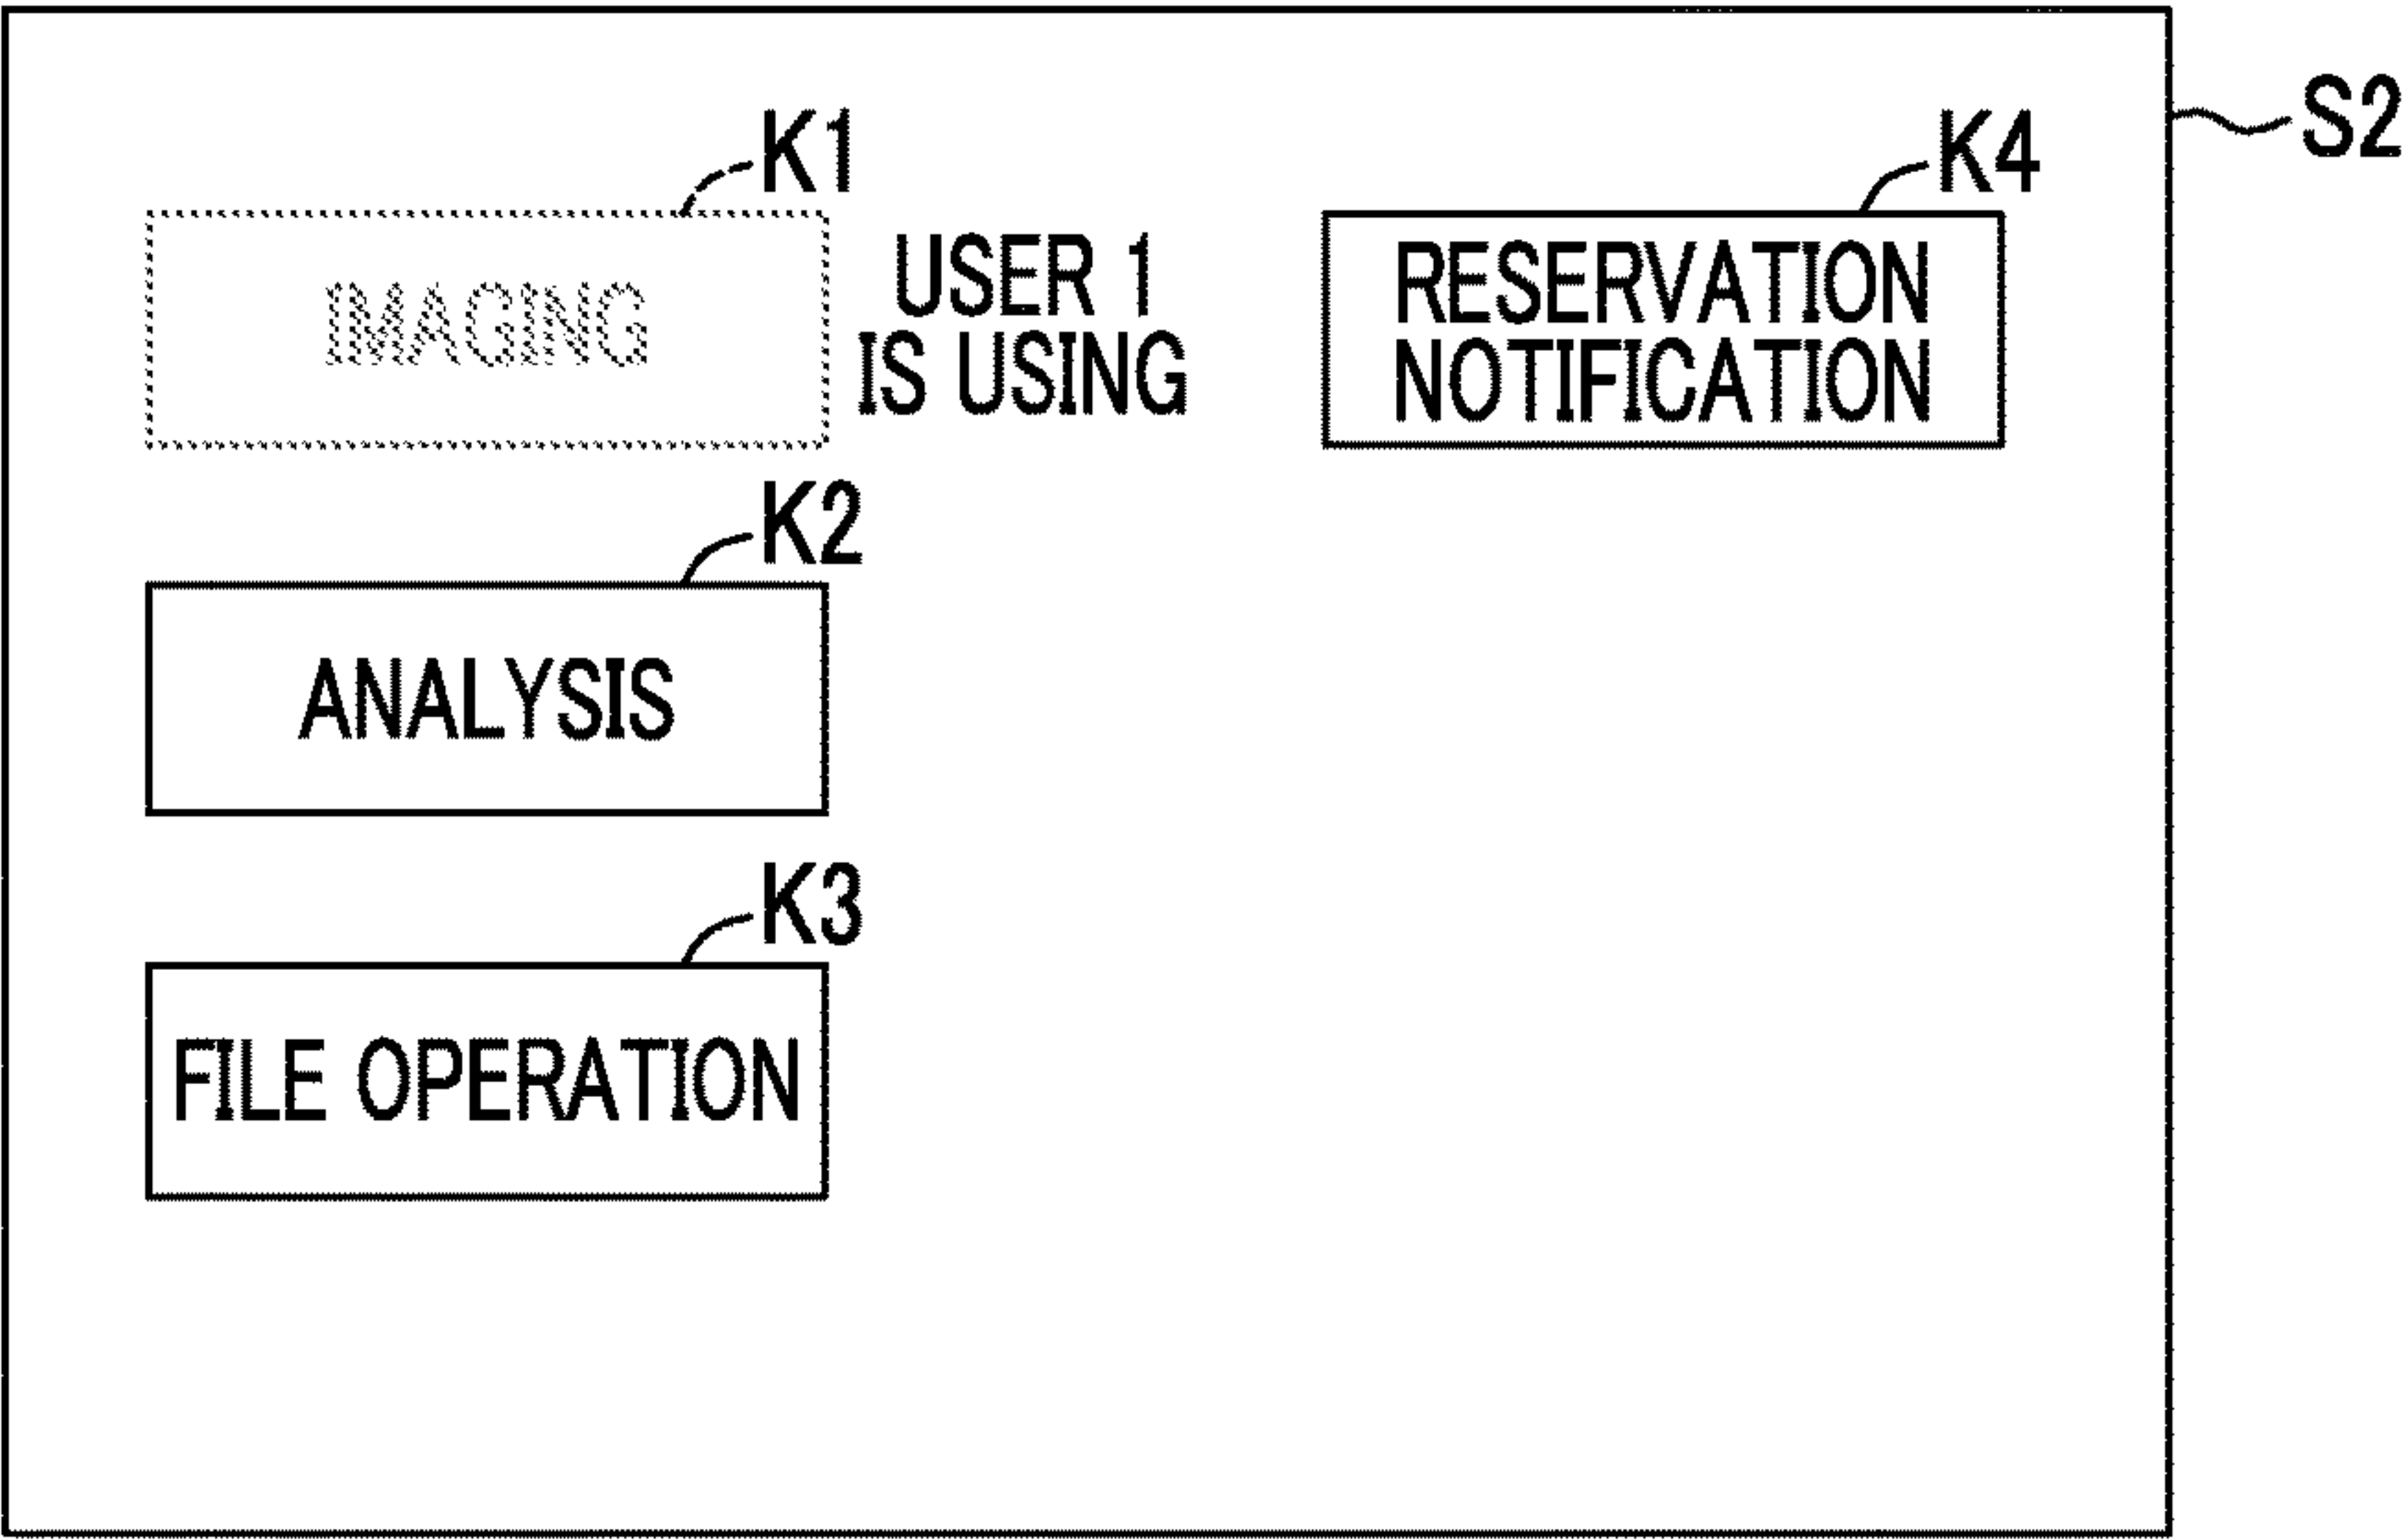 K1
K4
S2
IMAGING
USER 1
IS USING
RESERVATION
NOTIFICATION
K2
ANALYSIS
K3
FILE OPERATION